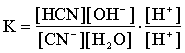 K = [HCN][OH⁻] / [CN⁻][H₂O] · [H⁺] / [H⁺]